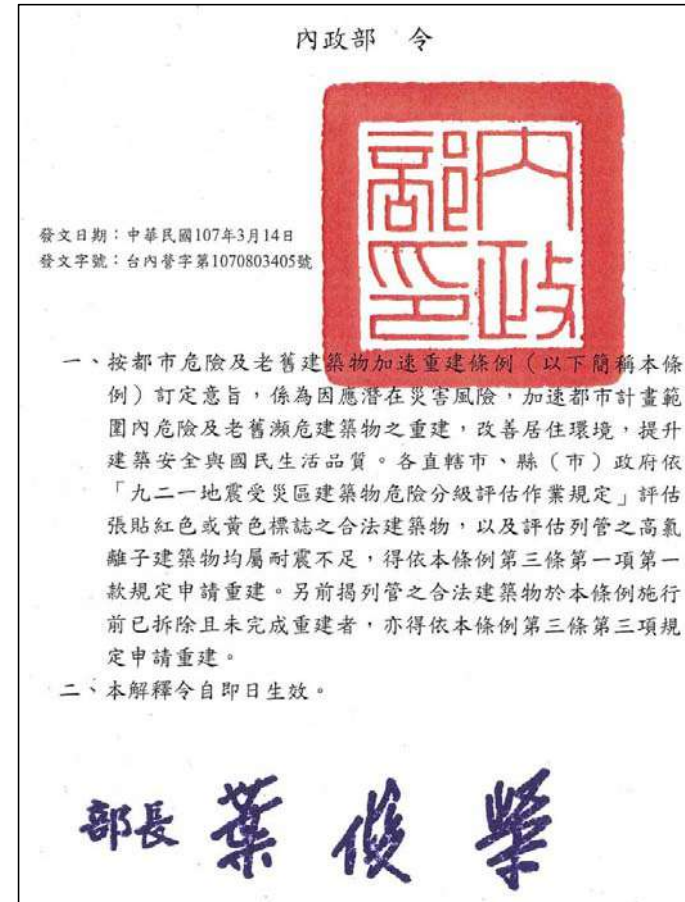 內政部 令
內政部印
發文日期：中華民國107年3月14日
發文字號：台內營字第1070803405號
一、按都市危險及老舊建築物加速重建條例（以下簡稱本條
例）訂定意旨，係為因應潛在災害風險，加速都市計畫範
圍內危險及老舊瀕危建築物之重建，改善居住環境，提升
建築安全與國民生活品質。各直轄市、縣（市）政府依
「九二一地震受災區建築物危險分級評估作業規定」評估
張貼紅色或黃色標誌之合法建築物，以及評估列管之高氯
離子建築物均屬耐震不足，得依本條例第三條第一項第一
款規定申請重建。另前揭列管之合法建築物於本條例施行
前已拆除且未完成重建者，亦得依本條例第三條第三項規
定申請重建。
二、本解釋令自即日生效。
部長 葉俊榮